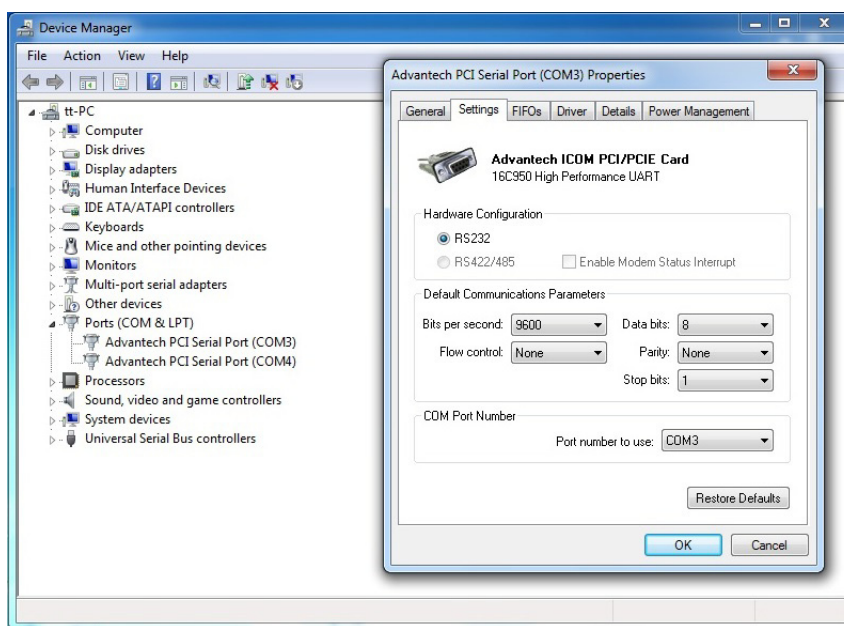 Device Manager
File Action View Help
tt-PC
Computer
Disk drives
Display adapters
Human Interface Devices
IDE ATA/ATAPI controllers
Keyboards
Mice and other pointing devices
Monitors
Multi-port serial adapters
Other devices
Ports (COM & LPT)
Advantech PCI Serial Port (COM3)
Advantech PCI Serial Port (COM4)
Processors
Sound, video and game controllers
System devices
Universal Serial Bus controllers
Advantech PCI Serial Port (COM3) Properties
General Settings FIFOs Driver Details Power Management
Advantech ICOM PCI/PCIE Card
16C950 High Performance UART
Hardware Configuration
RS232
RS422/485 Enable Modem Status Interrupt
Default Communications Parameters
Bits per second: 9600 Data bits: 8
Flow control: None Parity: None
Stop bits: 1
COM Port Number
Port number to use: COM3
Restore Defaults
OK Cancel